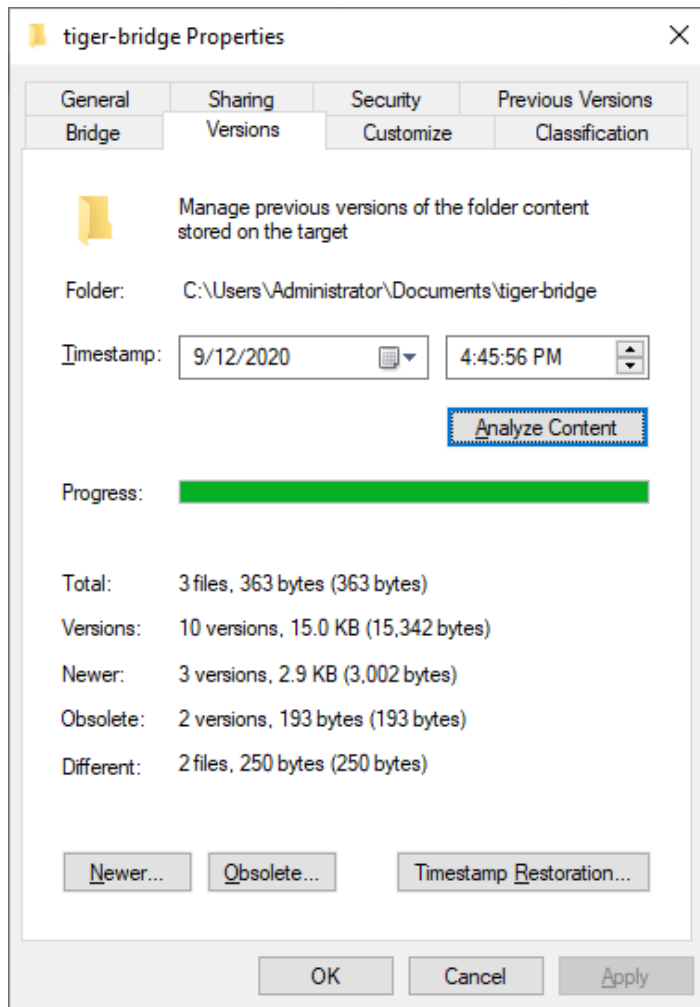 tiger-bridge Properties
General Sharing Security Previous Versions
Bridge Versions Customize Classification
Manage previous versions of the folder content
stored on the target
Folder: C:\Users\Administrator\Documents\tiger-bridge
Timestamp: 9/12/2020 4:45:56 PM
Analyze Content
Progress:
Total: 3 files, 363 bytes (363 bytes)
Versions: 10 versions, 15.0 KB (15,342 bytes)
Newer: 3 versions, 2.9 KB (3,002 bytes)
Obsolete: 2 versions, 193 bytes (193 bytes)
Different: 2 files, 250 bytes (250 bytes)
Newer... Obsolete... Timestamp Restoration...
OK Cancel Apply